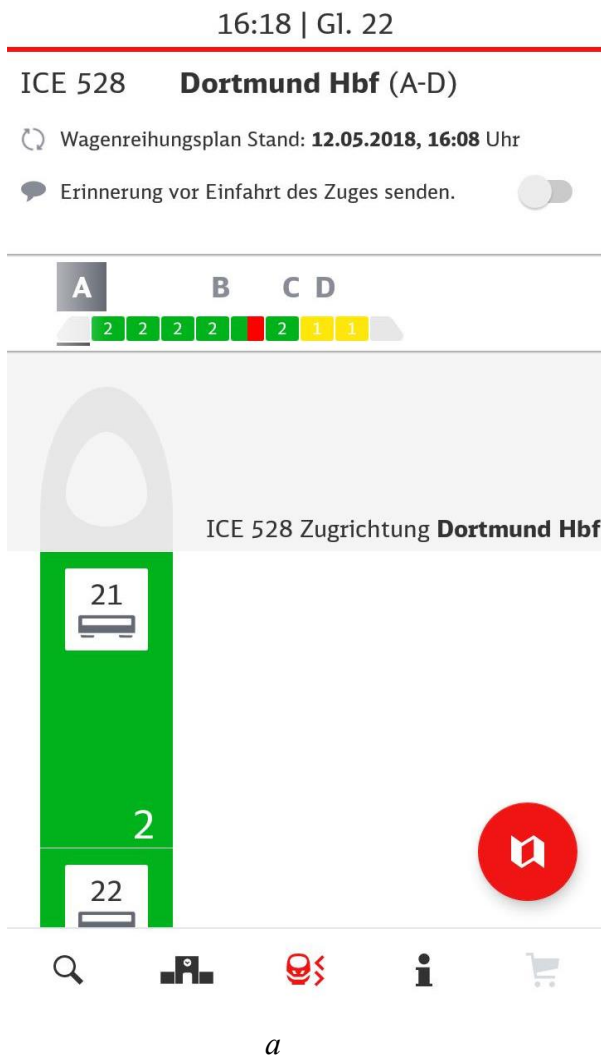 16:18 | Gl. 22
ICE 528 Dortmund Hbf (A-D)
Wagenreihungsplan Stand: 12.05.2018, 16:08 Uhr
Erinnerung vor Einfahrt des Zuges senden.
A B C D
2 2 2 2 2 1 1
ICE 528 Zugrichtung Dortmund Hbf
21
2
22
a